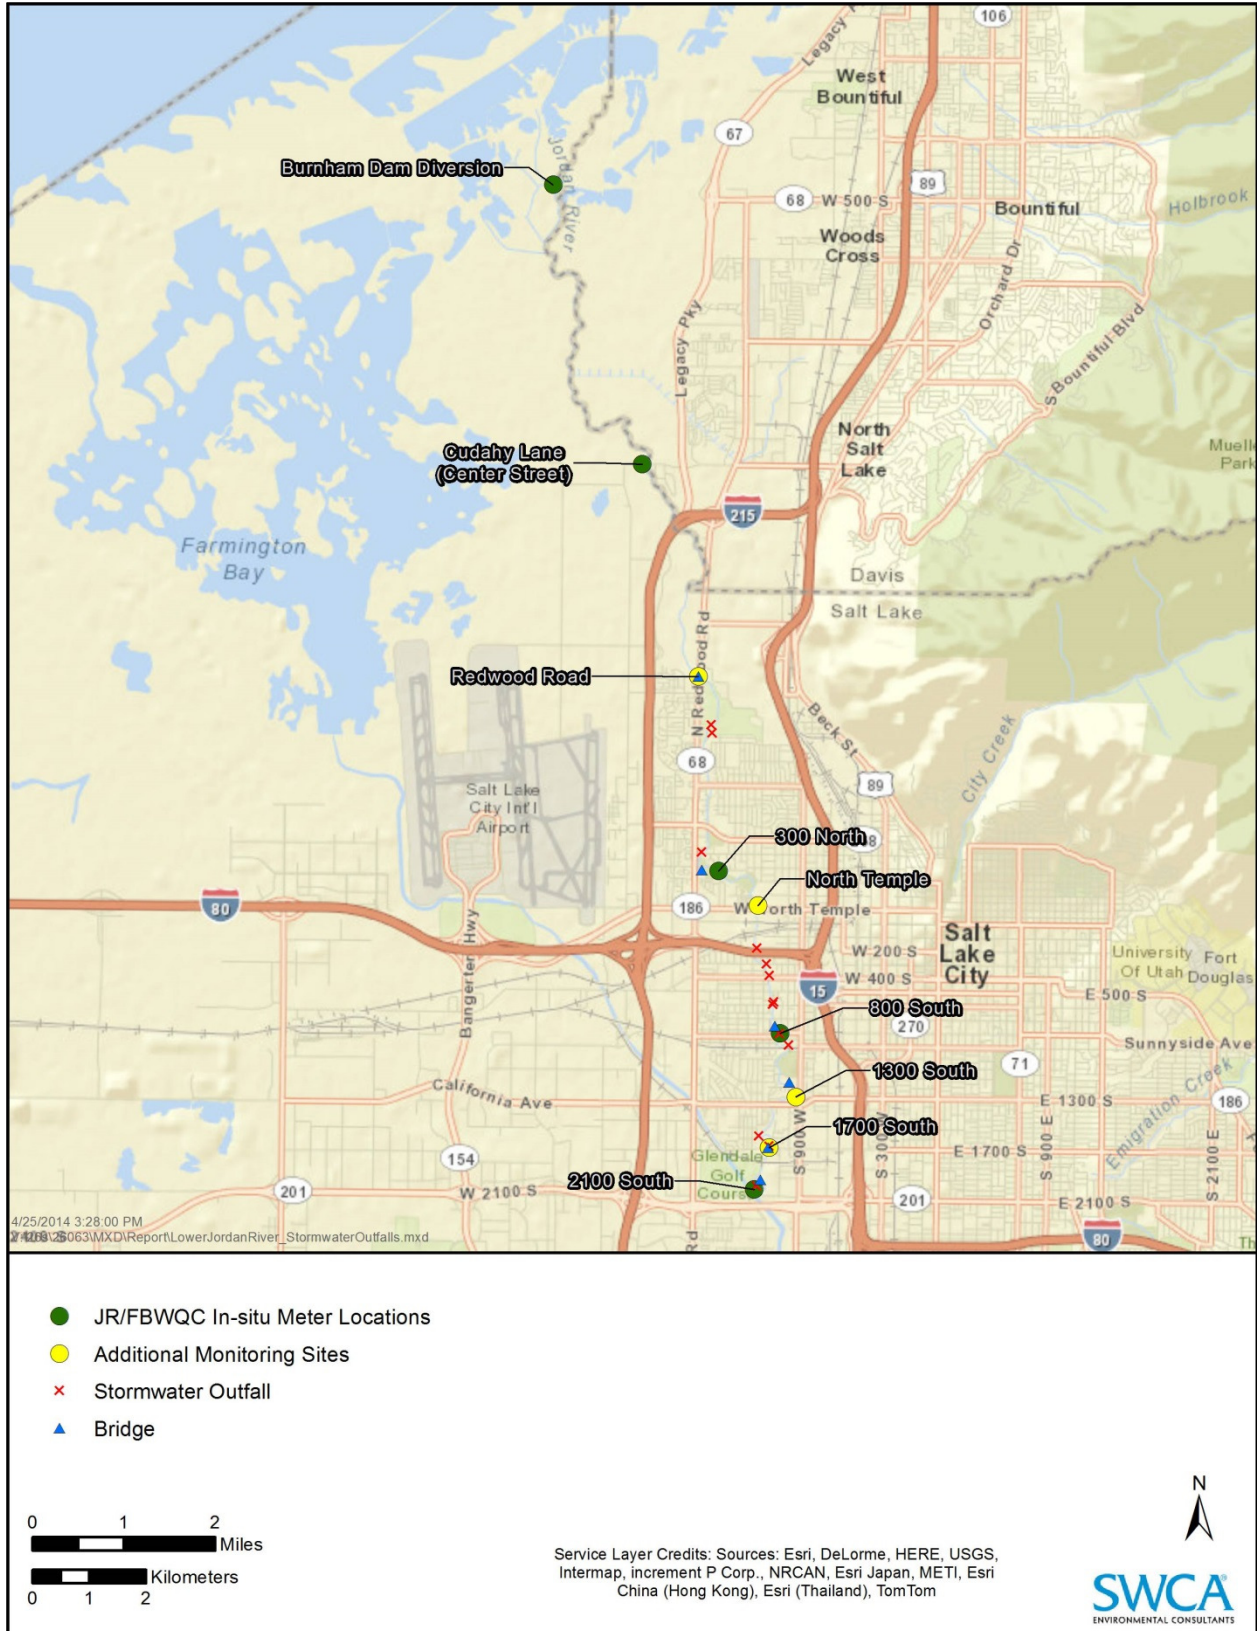 106
West
Bountiful
Legacy
67
Burnham Dam Diversion
Jordan River
89
68
W 500 S
Bountiful
Holbrook
Woods
Cross
Orchard Dr
Legacy Pky
S Bountiful Blvd
North
Salt
Lake
Cudahy Lane
(Center Street)
Park
215
Farmington
Bay
Davis
Salt Lake
N Redwood Rd
Redwood Road
Beck St
City Creek
68
89
Salt Lake
City Int'l
Airport
300 North
North Temple
80
186
W North Temple
Bangerter Hwy
Salt
Lake
City
W 200 S
University
Of Utah
Fort
Douglas
W 400 S
15
E 500 S
800 South
270
Sunnyside Ave
71
1300 South
California Ave
E 1300 S
Emigration Creek
186
S 900 W
S 300 W
1700 South
E 1700 S
S 900 E
S 2100 E
154
Glendale
Golf
Course
2100 South
201
W 2100 S
201
E 2100 S
Rd
80
4/25/2014 3:28:00 PM
\MXD\Report\LowerJordanRiver_StormwaterOutfalls.mxd
JR/FBWQC In-situ Meter Locations
Additional Monitoring Sites
Stormwater Outfall
Bridge
N
0 1 2
Miles
Kilometers
0 1 2
Service Layer Credits: Sources: Esri, DeLorme, HERE, USGS,
Intermap, increment P Corp., NRCAN, Esri Japan, METI, Esri
China (Hong Kong), Esri (Thailand), TomTom
SWCA
ENVIRONMENTAL CONSULTANTS